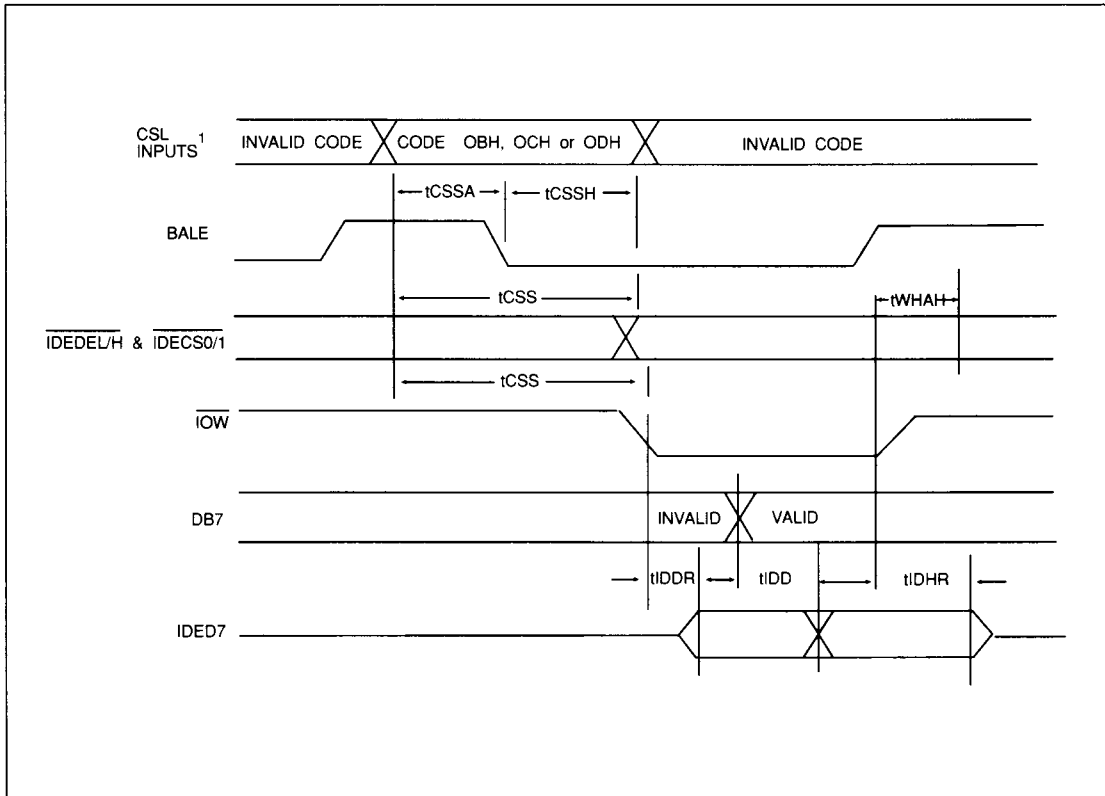 CSL
INPUTS¹
INVALID CODE
CODE OBH, OCH or ODH
INVALID CODE
tCSSA
tCSSH
BALE
tCSS
tWHAH
IDEDEL/H & IDECS0/1
tCSS
IOW
DB7
INVALID
VALID
tIDDR
tIDD
tIDHR
IDED7